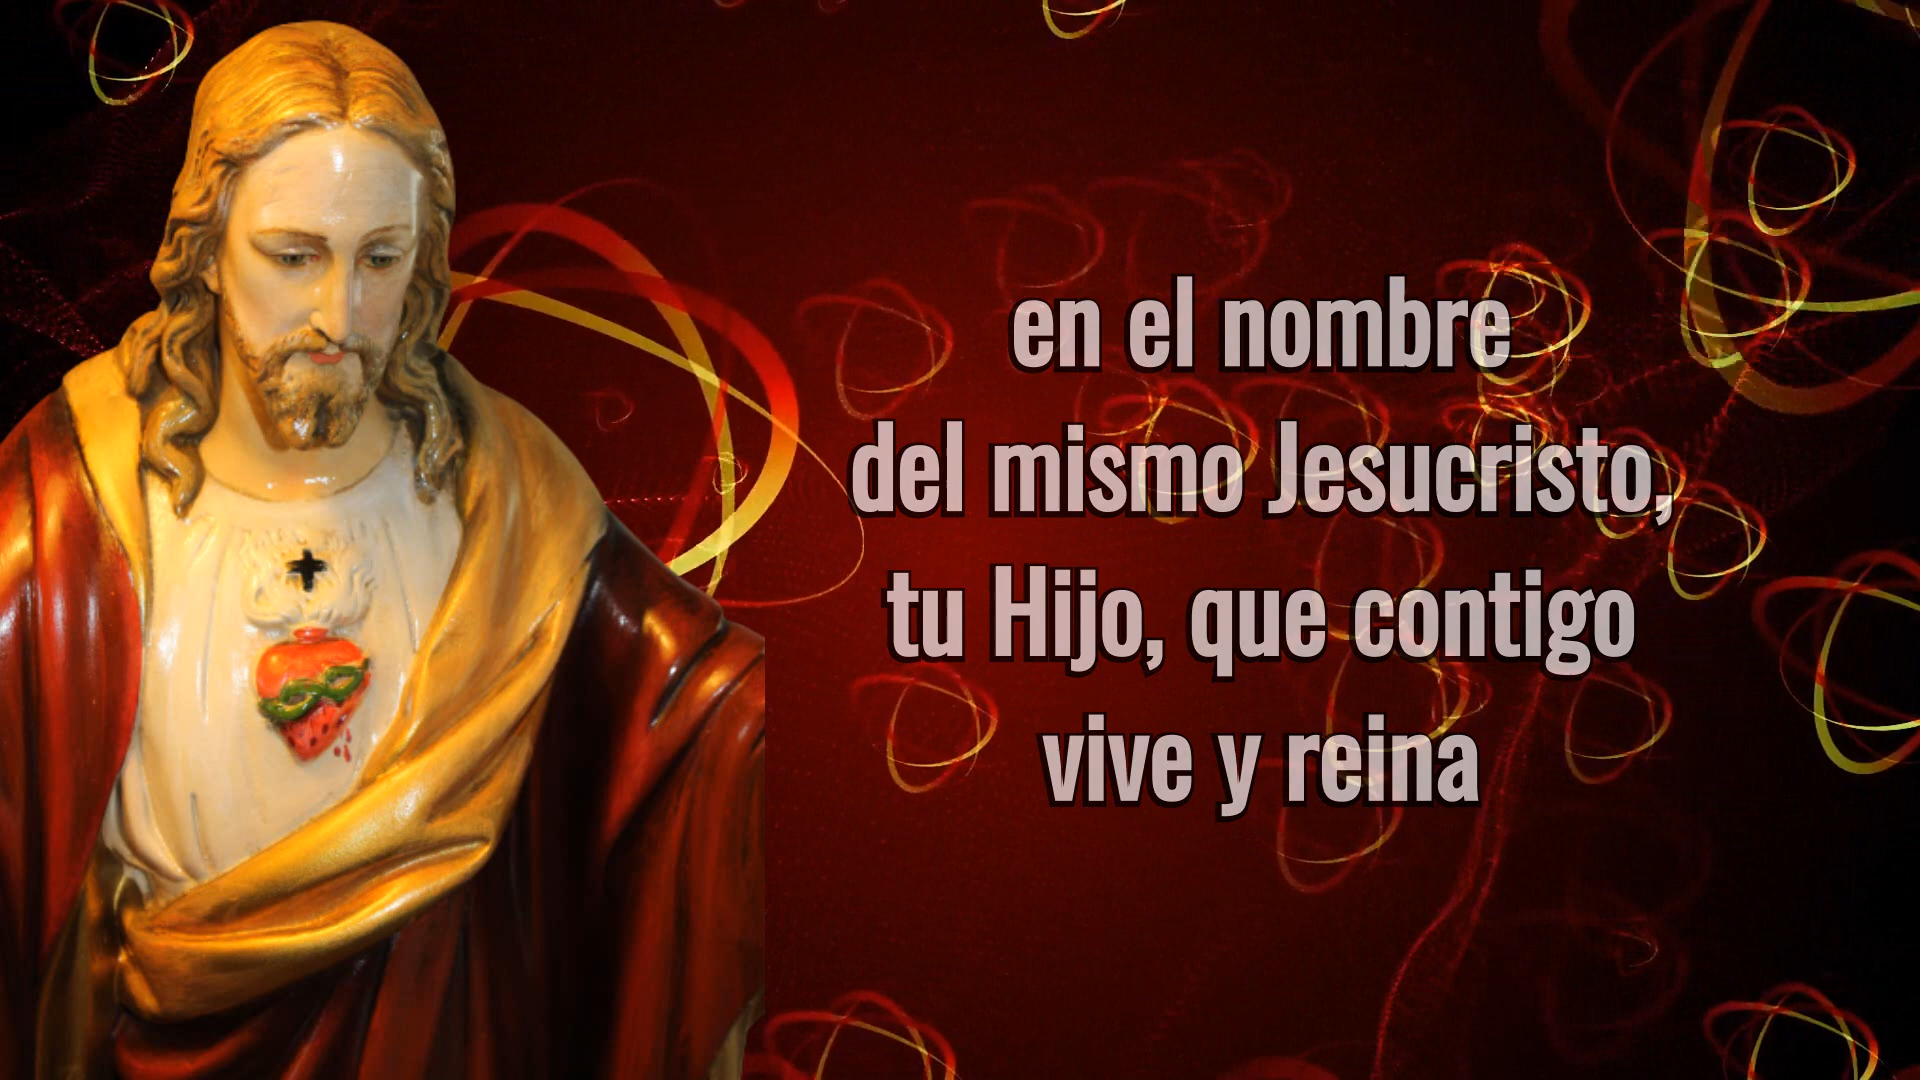 en el nombre
del mismo Jesucristo,
tu Hijo, que contigo
vive y reina